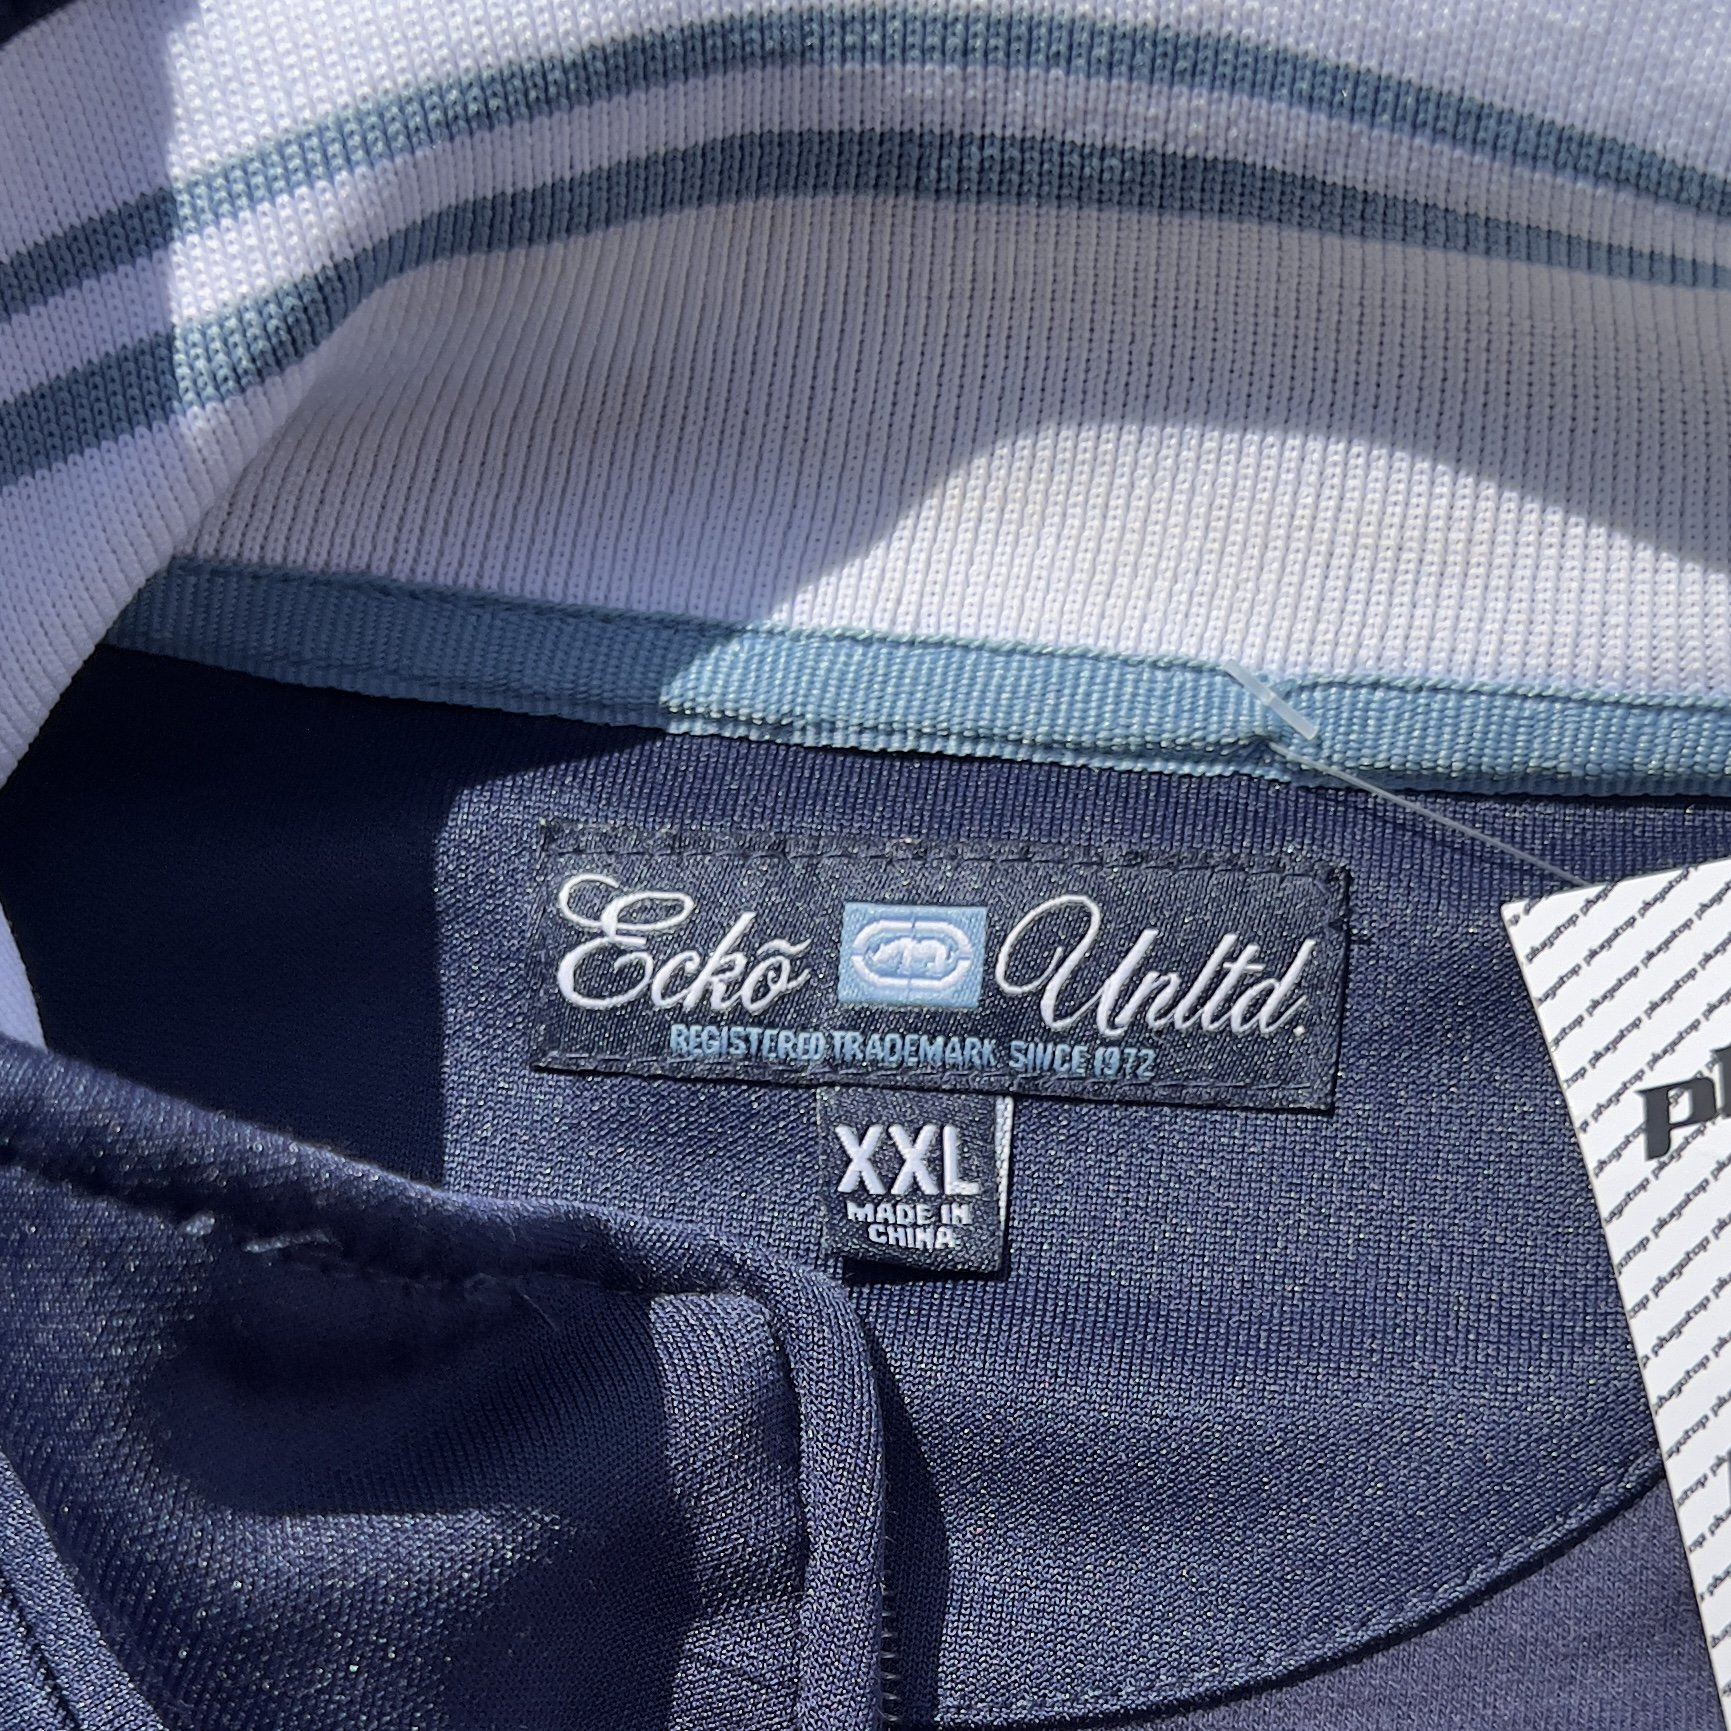 Eckō Unltd.
REGISTERED TRADEMARK SINCE 1972
XXL
MADE IN
CHINA